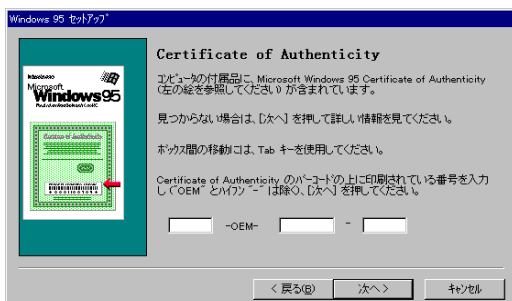 Windows 95 ｾｯﾄｱｯﾌﾟ
Certificate of Authenticity
ｺﾝﾋﾟｭｰﾀの付属品に、Microsoft Windows 95 Certificate of Authenticity
(左の絵を参照してください) が含まれています。
見つからない場合は、[次へ] を押して詳しい情報を見てください。
ﾎﾞｯｸｽ間の移動には、Tab キーを使用してください。
Certificate of Authenticity のﾊﾞｰｺｰﾄﾞの上に印刷されている番号を入力
し ("OEM" とﾊｲﾌﾝ "-" は除く)、[次へ] を押してください。
-OEM- -
Microsoft
Windows 95
Certificate of Authenticity
< 戻る(B) 次へ > ｷｬﾝｾﾙ